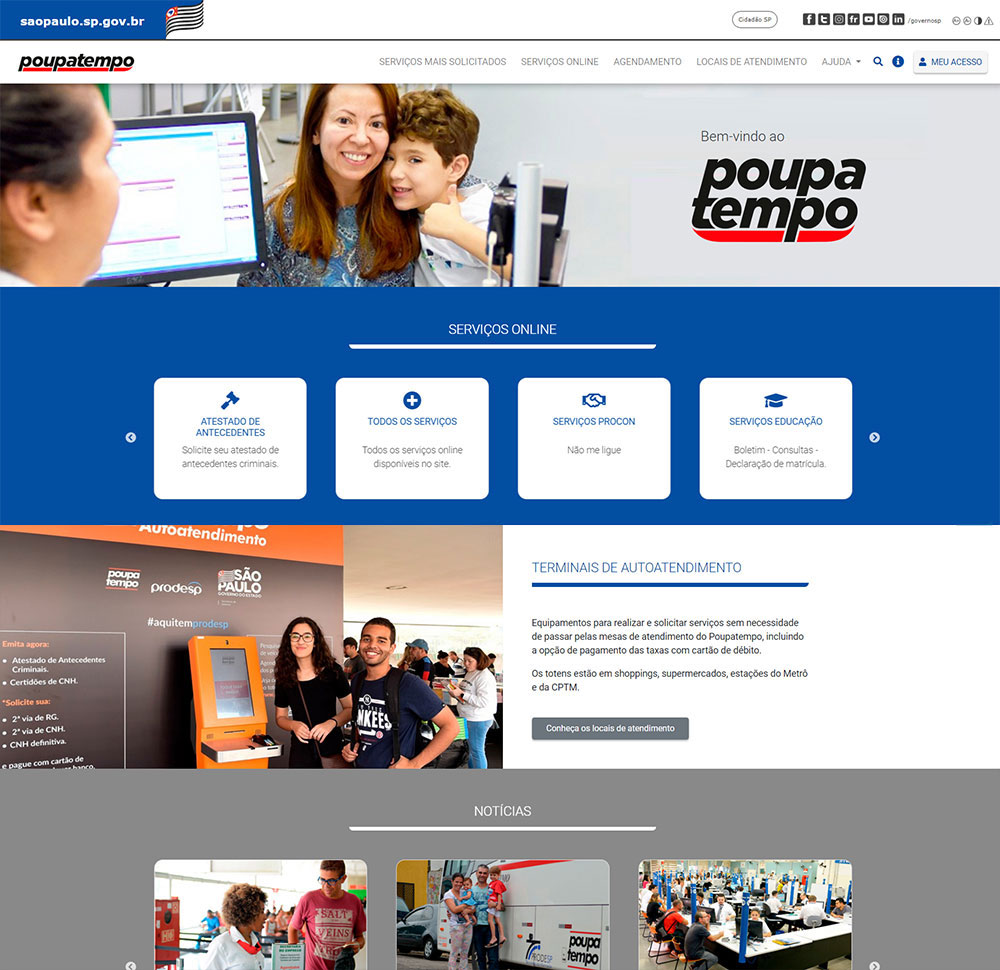 saopaulo.sp.gov.br
Cidadão SP
/governosp
poupatempo
SERVIÇOS MAIS SOLICITADOS
SERVIÇOS ONLINE
AGENDAMENTO
LOCAIS DE ATENDIMENTO
AJUDA
MEU ACESSO
Bem-vindo ao
poupa
tempo
SERVIÇOS ONLINE
ATESTADO DE
ANTECEDENTES
Solicite seu atestado de
antecedentes criminais.
TODOS OS SERVIÇOS
Todos os serviços online
disponíveis no site.
SERVIÇOS PROCON
Não me ligue
SERVIÇOS EDUCAÇÃO
Boletim - Consultas -
Declaração de matrícula.
Autoatendimento
poupa
tempo
prodesp
SÃO
PAULO
GOVERNO DO ESTADO
#aquitemprodesp
Emita agora:
• Atestado de Antecedentes
Criminais.
• Certidões de CNH.
*Solicite sua:
• 2ª via de RG.
• 2ª via de CNH.
• CNH definitiva.
e pague com cartão de
TERMINAIS DE AUTOATENDIMENTO
Equipamentos para realizar e solicitar serviços sem necessidade
de passar pelas mesas de atendimento do Poupatempo, incluindo
a opção de pagamento das taxas com cartão de débito.
Os totens estão em shoppings, supermercados, estações do Metrô
e da CPTM.
Conheça os locais de atendimento
NOTÍCIAS
SALT
VEINS
PRODESP
poupa
tempo